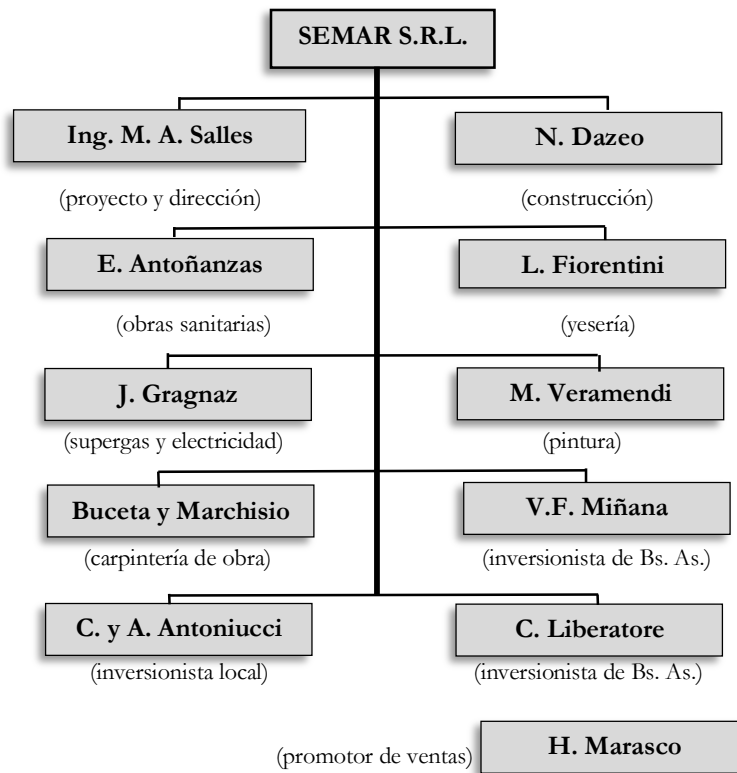 SEMAR S.R.L.
Ing. M. A. Salles
N. Dazeo
(proyecto y dirección)
(construcción)
E. Antoñanzas
L. Fiorentini
(obras sanitarias)
(yesería)
J. Gragnaz
M. Veramendi
(supergas y electricidad)
(pintura)
Buceta y Marchisio
V.F. Miñana
(carpintería de obra)
(inversionista de Bs. As.)
C. y A. Antoniucci
C. Liberatore
(inversionista local)
(inversionista de Bs. As.)
(promotor de ventas)
H. Marasco